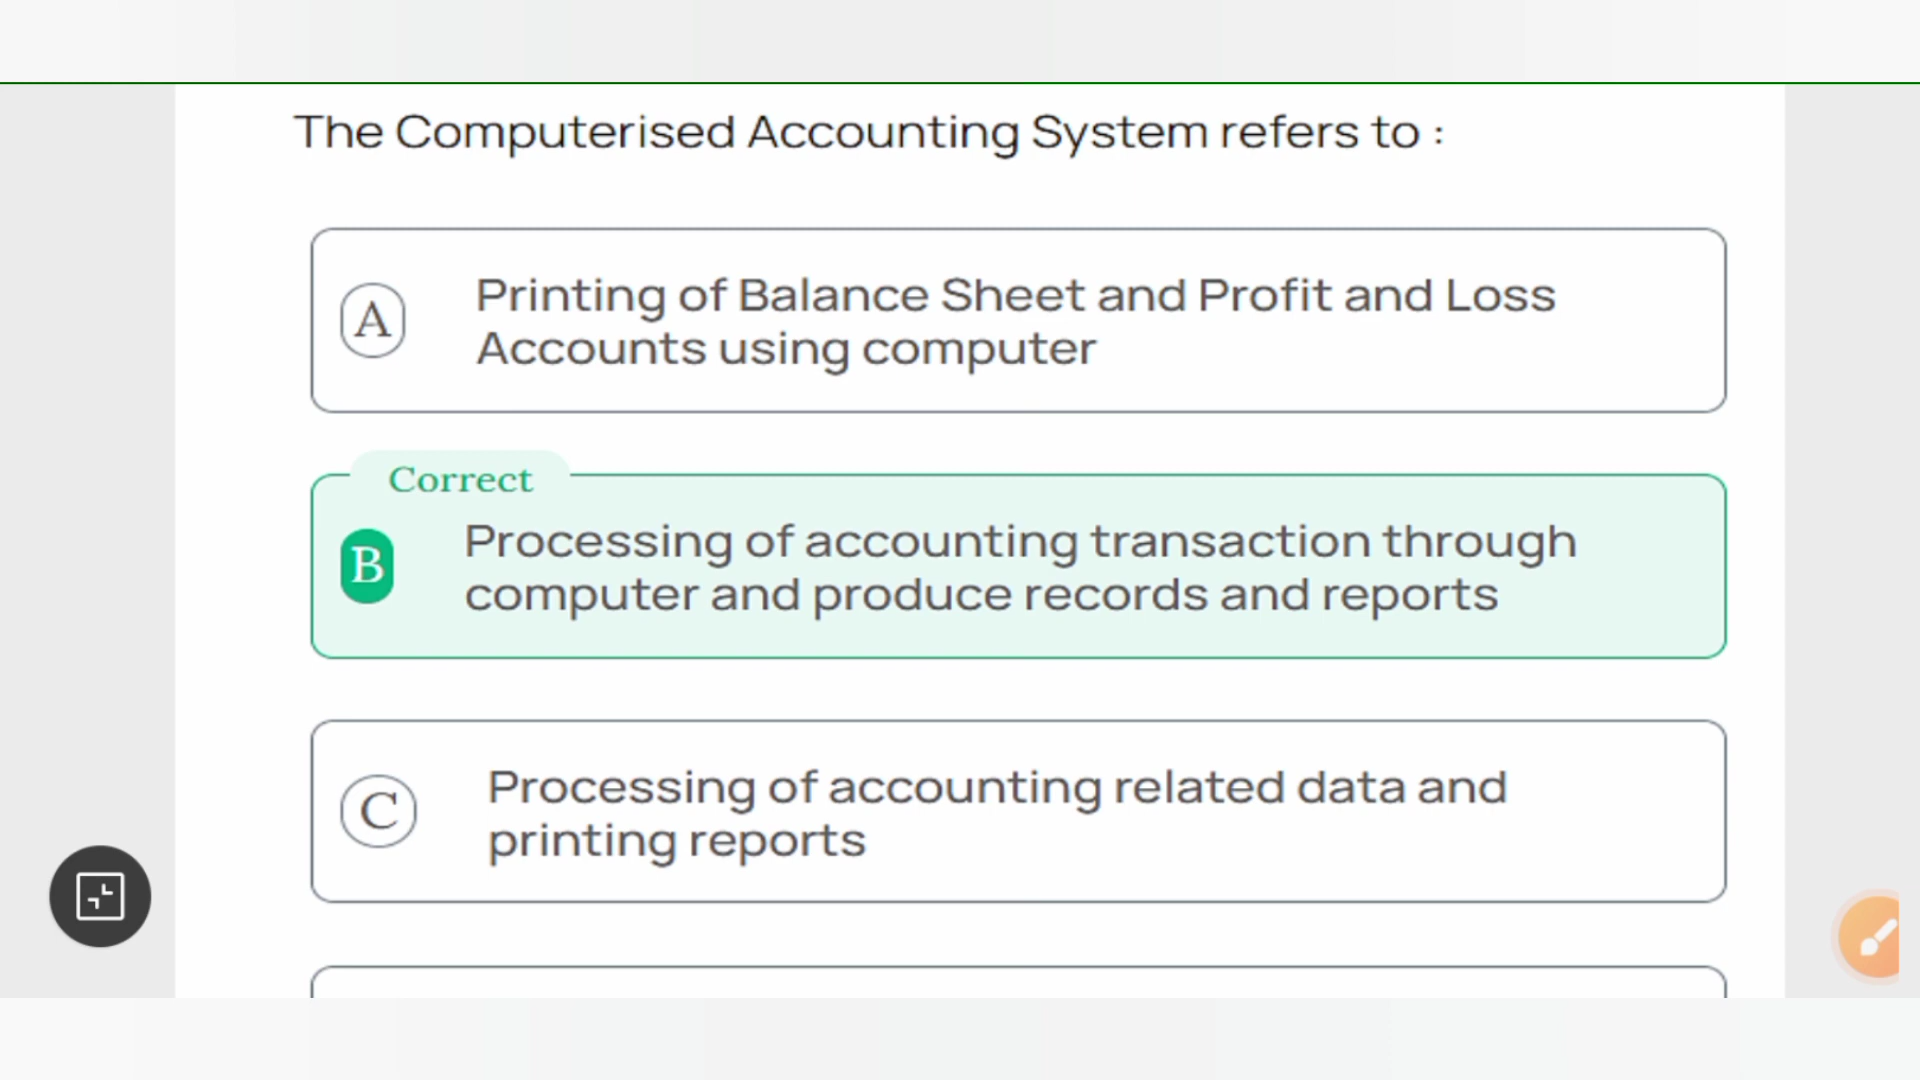 The Computerised Accounting System refers to :
A
Printing of Balance Sheet and Profit and Loss
Accounts using computer
Correct
B
Processing of accounting transaction through
computer and produce records and reports
C
Processing of accounting related data and
printing reports